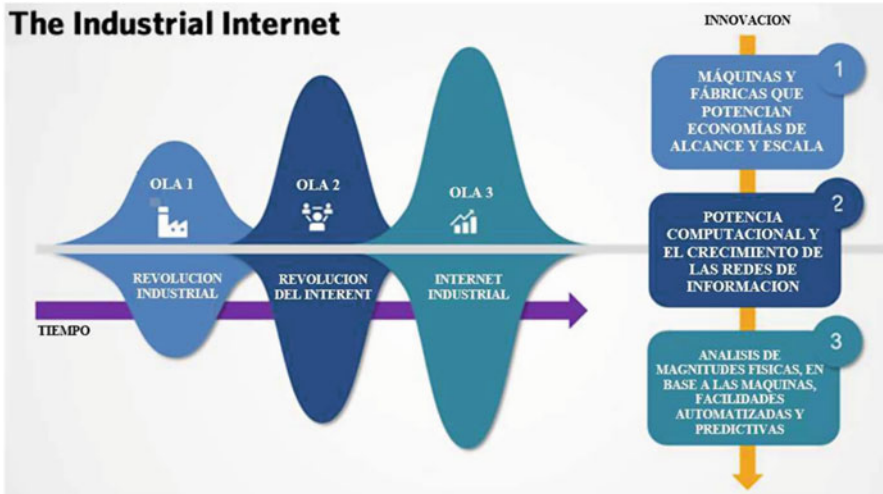 The Industrial Internet
OLA 1
REVOLUCION
INDUSTRIAL
OLA 2
REVOLUCION
DEL INTERENT
OLA 3
INTERNET
INDUSTRIAL
TIEMPO
INNOVACION
1
MÁQUINAS Y
FÁBRICAS QUE
POTENCIAN
ECONOMÍAS DE
ALCANCE Y ESCALA
2
POTENCIA
COMPUTACIONAL Y
EL CRECIMIENTO DE
LAS REDES DE
INFORMACION
3
ANALISIS DE
MAGNITUDES FISICAS, EN
BASE A LAS MAQUINAS,
FACILIDADES
AUTOMATIZADAS Y
PREDICTIVAS